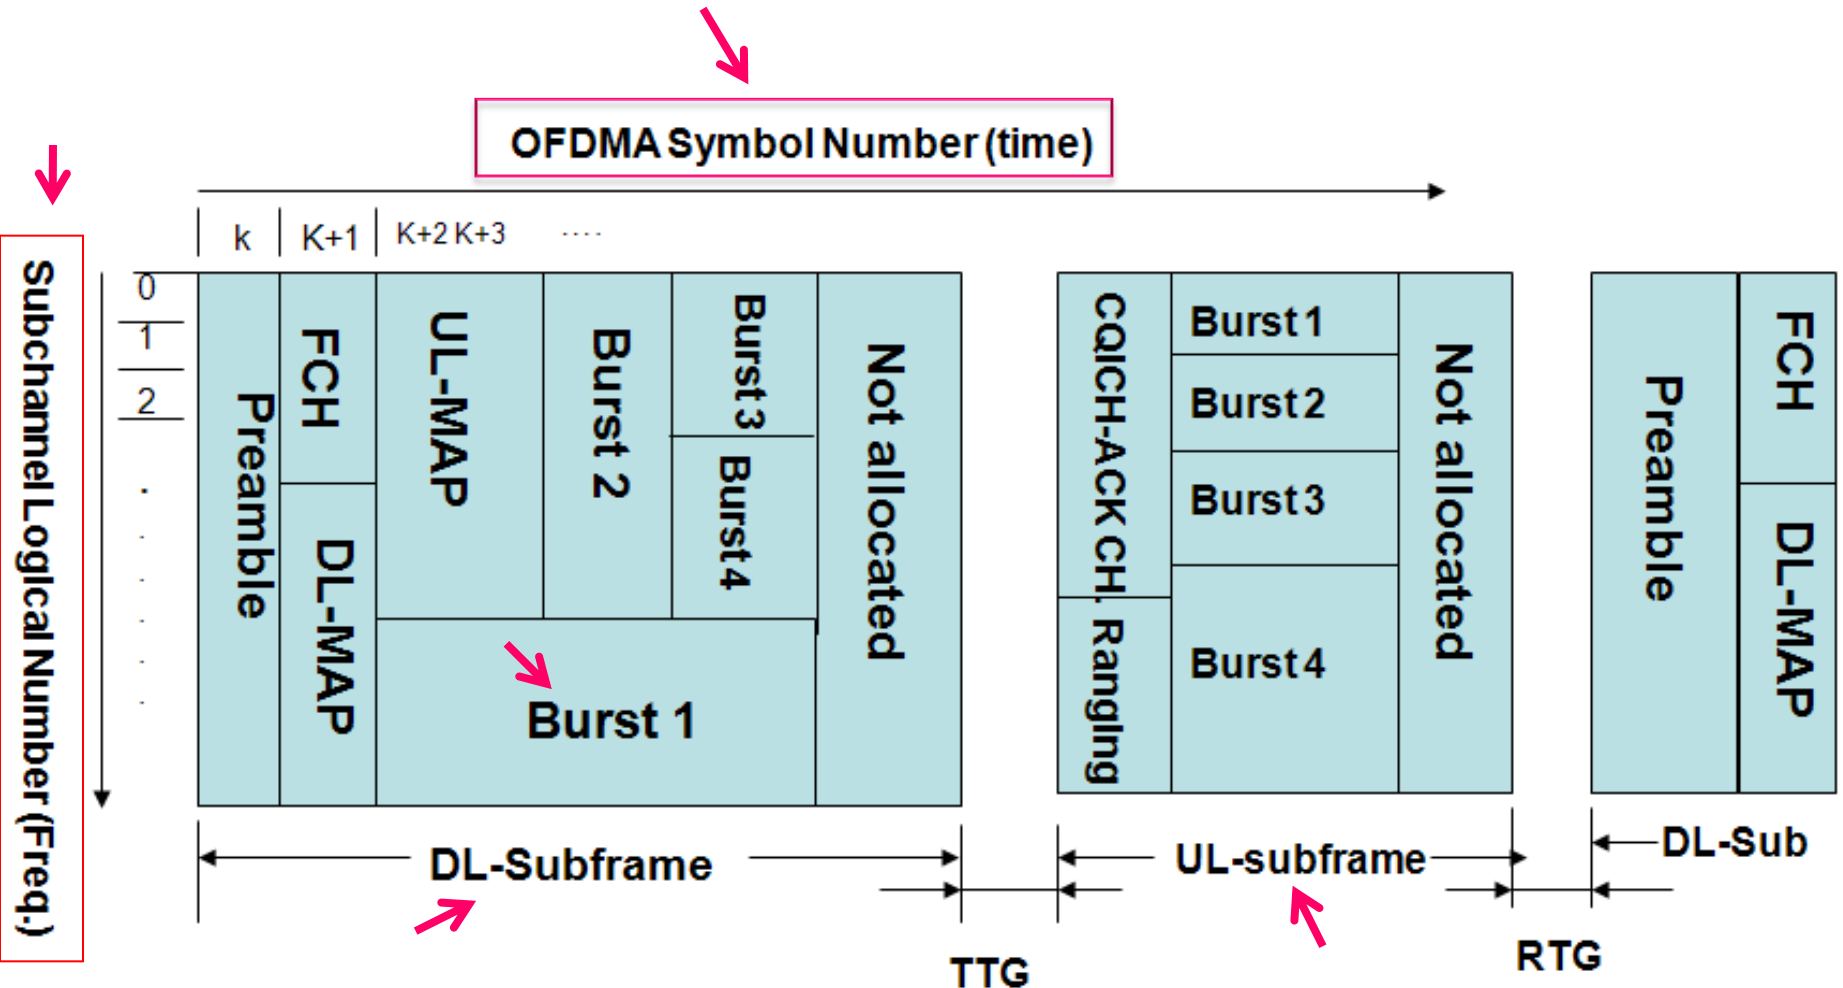 OFDMA Symbol Number (time)
k
K+1
K+2 K+3
....
Subchannel Logical Number (Freq.)
0
1
2
Preamble
FCH
DL-MAP
UL-MAP
Burst 2
Burst 3
Burst 4
Burst 1
Not allocated
CQICH-ACK CH.
Ranging
Burst 1
Burst 2
Burst 3
Burst 4
Not allocated
Preamble
FCH
DL-MAP
DL-Subframe
UL-subframe
DL-Sub
TTG
RTG